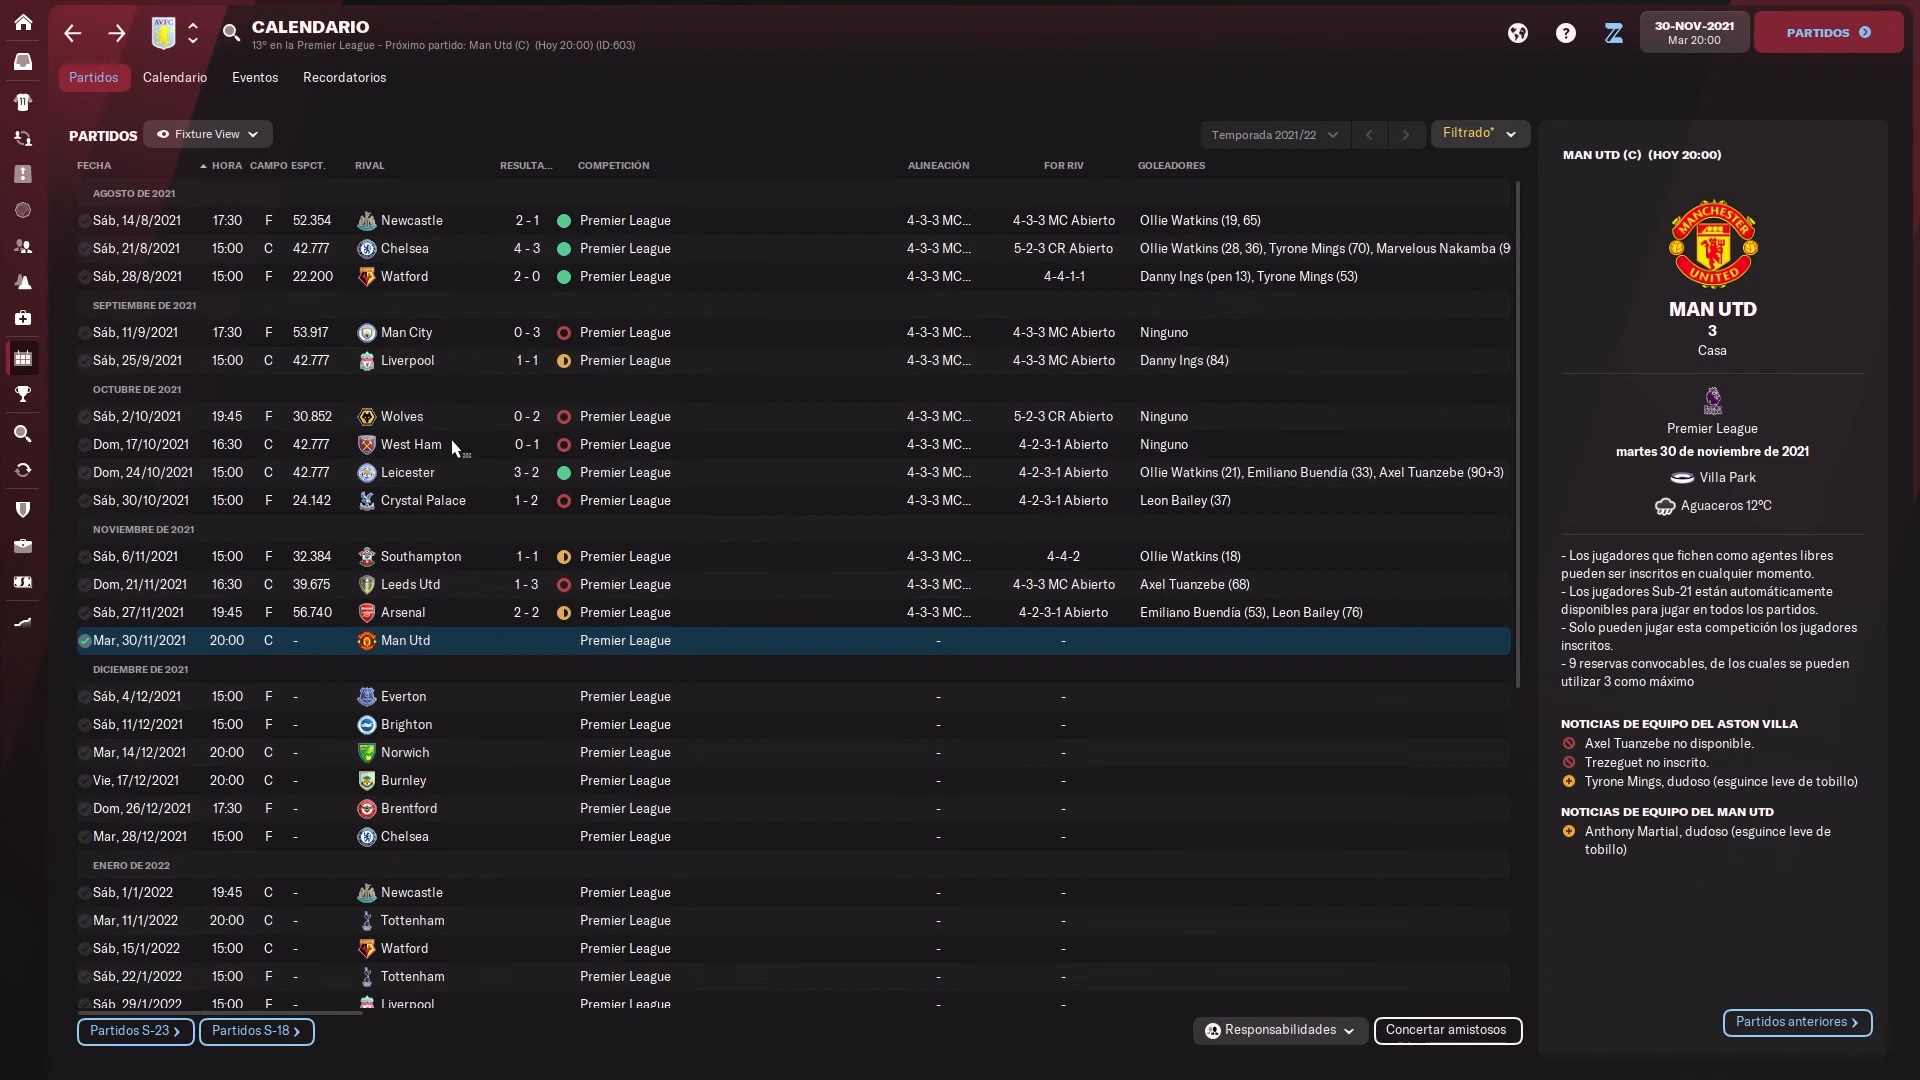 CALENDARIO
13º en la Premier League - Próximo partido: Man Utd (C) (Hoy 20:00) (ID:603)
30-NOV-2021
Mar 20:00
PARTIDOS
Partidos Calendario Eventos Recordatorios
PARTIDOS Fixture View Temporada 2021/22 Filtrado*
FECHA HORA CAMPO ESPCT. RIVAL RESULTA... COMPETICIÓN ALINEACIÓN FOR RIV GOLEADORES
AGOSTO DE 2021
Sáb, 14/8/2021 17:30 F 52.354 Newcastle 2 - 1 Premier League 4-3-3 MC... 4-3-3 MC Abierto Ollie Watkins (19, 65)
Sáb, 21/8/2021 15:00 C 42.777 Chelsea 4 - 3 Premier League 4-3-3 MC... 5-2-3 CR Abierto Ollie Watkins (28, 36), Tyrone Mings (70), Marvelous Nakamba (9
Sáb, 28/8/2021 15:00 F 22.200 Watford 2 - 0 Premier League 4-3-3 MC... 4-4-1-1 Danny Ings (pen 13), Tyrone Mings (53)
SEPTIEMBRE DE 2021
Sáb, 11/9/2021 17:30 F 53.917 Man City 0 - 3 Premier League 4-3-3 MC... 4-3-3 MC Abierto Ninguno
Sáb, 25/9/2021 15:00 C 42.777 Liverpool 1 - 1 Premier League 4-3-3 MC... 4-3-3 MC Abierto Danny Ings (84)
OCTUBRE DE 2021
Sáb, 2/10/2021 19:45 F 30.852 Wolves 0 - 2 Premier League 4-3-3 MC... 5-2-3 CR Abierto Ninguno
Dom, 17/10/2021 16:30 C 42.777 West Ham 0 - 1 Premier League 4-3-3 MC... 4-2-3-1 Abierto Ninguno
Dom, 24/10/2021 15:00 C 42.777 Leicester 3 - 2 Premier League 4-3-3 MC... 4-2-3-1 Abierto Ollie Watkins (21), Emiliano Buendía (33), Axel Tuanzebe (90+3)
Sáb, 30/10/2021 15:00 F 24.142 Crystal Palace 1 - 2 Premier League 4-3-3 MC... 4-2-3-1 Abierto Leon Bailey (37)
NOVIEMBRE DE 2021
Sáb, 6/11/2021 15:00 F 32.384 Southampton 1 - 1 Premier League 4-3-3 MC... 4-4-2 Ollie Watkins (18)
Dom, 21/11/2021 16:30 C 39.675 Leeds Utd 1 - 3 Premier League 4-3-3 MC... 4-3-3 MC Abierto Axel Tuanzebe (68)
Sáb, 27/11/2021 19:45 F 56.740 Arsenal 2 - 2 Premier League 4-3-3 MC... 4-2-3-1 Abierto Emiliano Buendía (53), Leon Bailey (76)
Mar, 30/11/2021 20:00 C - Man Utd Premier League - -
DICIEMBRE DE 2021
Sáb, 4/12/2021 15:00 F - Everton Premier League - -
Sáb, 11/12/2021 15:00 F - Brighton Premier League - -
Mar, 14/12/2021 20:00 C - Norwich Premier League - -
Vie, 17/12/2021 20:00 C - Burnley Premier League - -
Dom, 26/12/2021 17:30 F - Brentford Premier League - -
Mar, 28/12/2021 15:00 F - Chelsea Premier League - -
ENERO DE 2022
Sáb, 1/1/2022 19:45 C - Newcastle Premier League - -
Mar, 11/1/2022 20:00 C - Tottenham Premier League - -
Sáb, 15/1/2022 15:00 C - Watford Premier League - -
Sáb, 22/1/2022 15:00 F - Tottenham Premier League - -
Sáb, 29/1/2022 15:00 F Liverpool Premier League
Partidos S-23 Partidos S-18 Responsabilidades Concertar amistosos
MAN UTD (C) (HOY 20:00)
MANCHESTER
UNITED
MAN UTD
3
Casa
Premier League
martes 30 de noviembre de 2021
Villa Park
Aguaceros 12ºC
- Los jugadores que fichen como agentes libres
pueden ser inscritos en cualquier momento.
- Los jugadores Sub-21 están automáticamente
disponibles para jugar en todos los partidos.
- Solo pueden jugar esta competición los jugadores
inscritos.
- 9 reservas convocables, de los cuales se pueden
utilizar 3 como máximo
NOTICIAS DE EQUIPO DEL ASTON VILLA
Axel Tuanzebe no disponible.
Trezeguet no inscrito.
Tyrone Mings, dudoso (esguince leve de tobillo)
NOTICIAS DE EQUIPO DEL MAN UTD
Anthony Martial, dudoso (esguince leve de
tobillo)
Partidos anteriores